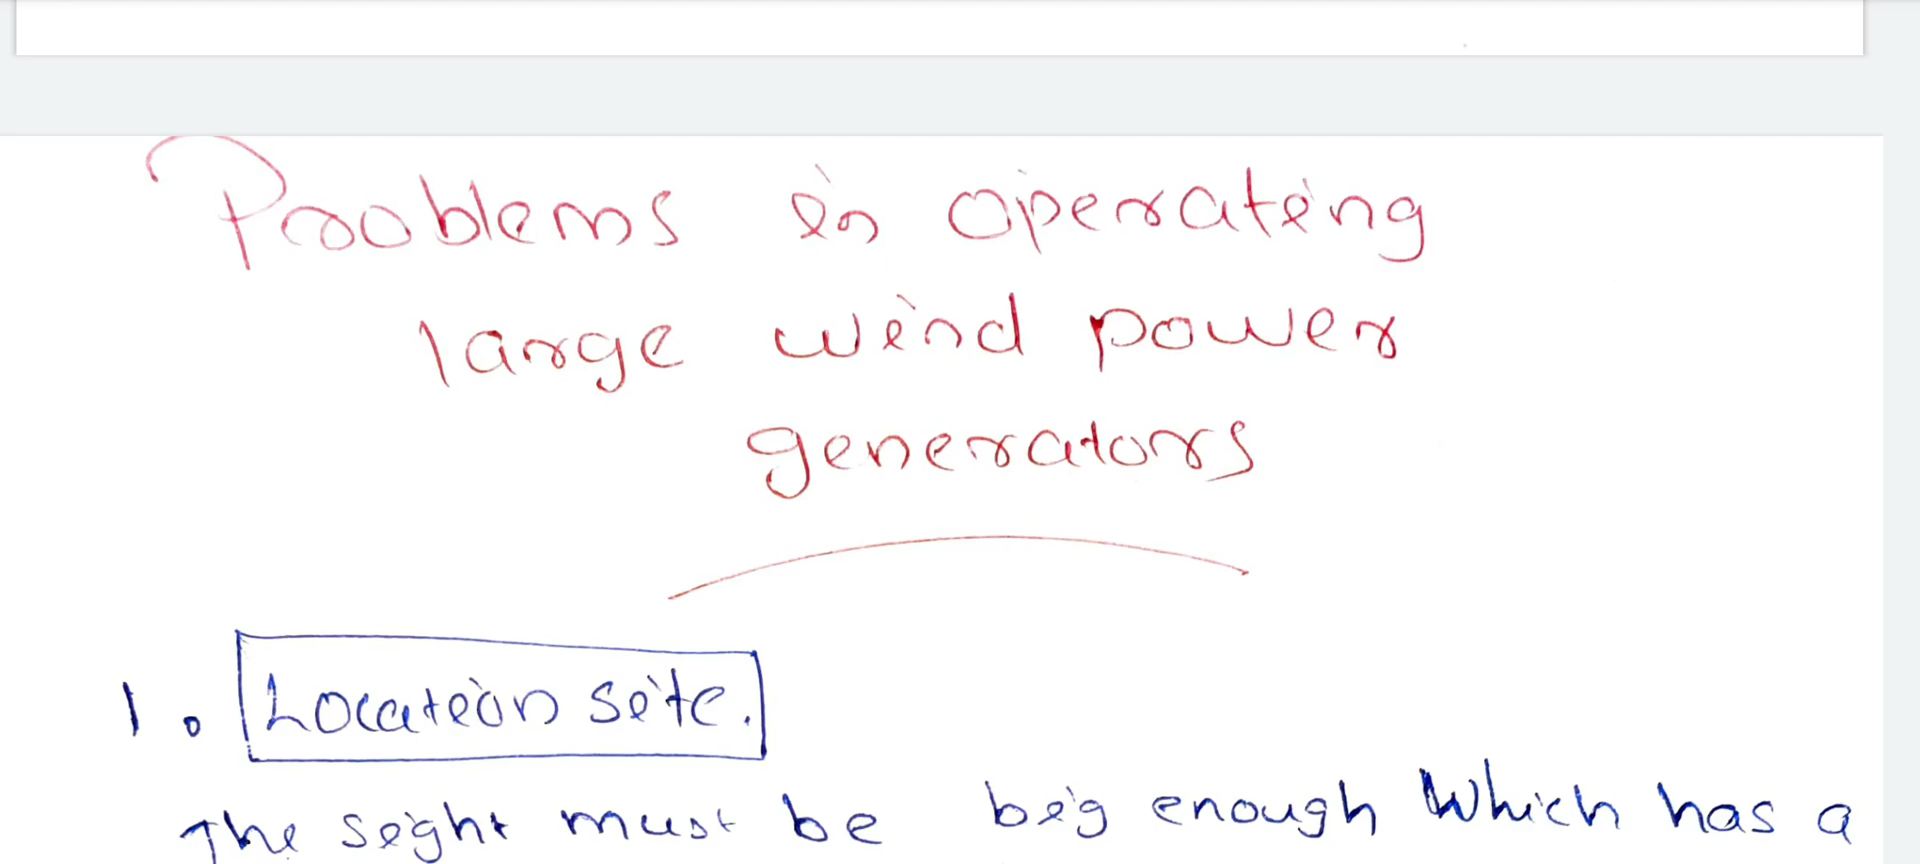 Problems in operating
large wind power
generators
1. Location site.
The sight must be big enough which has a